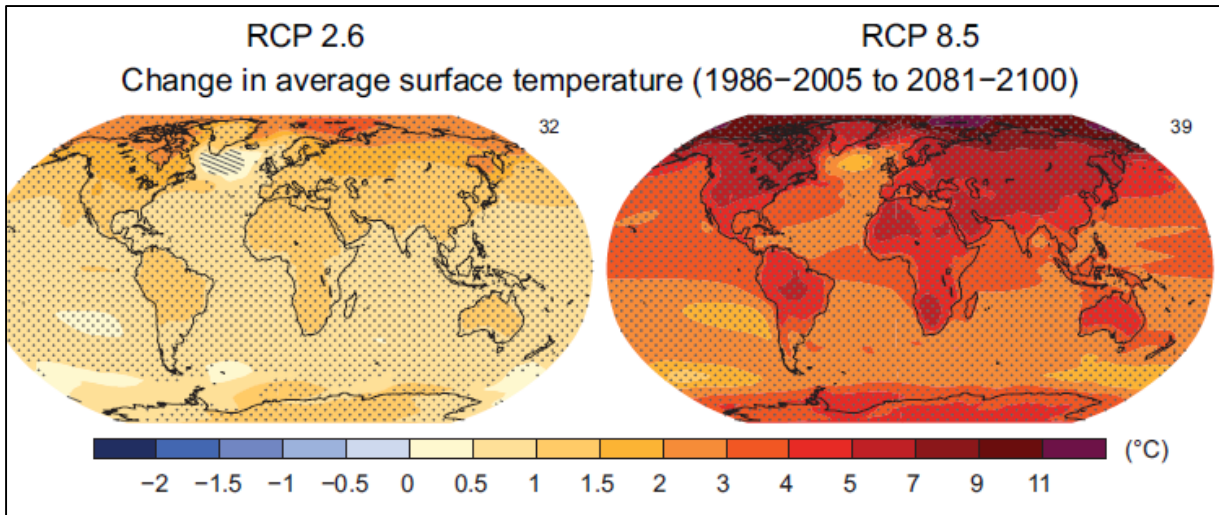 RCP 2.6 RCP 8.5
Change in average surface temperature (1986−2005 to 2081−2100)
32 39
(°C)
−2 −1.5 −1 −0.5 0 0.5 1 1.5 2 3 4 5 7 9 11